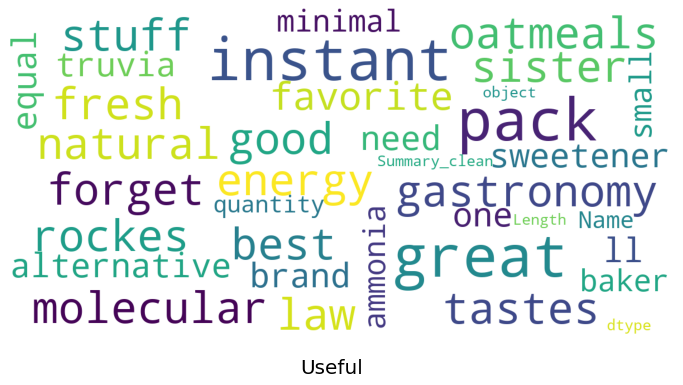 minimal
stuff
oatmeals
equal
instant
truvia
sister
favorite
fresh
object
small
pack
good
need
natural
Summary_clean
sweetener
energy
forget
gastronomy
quantity
one
Length
Name
rockes
best
great
ll
alternative
brand
ammonia
baker
molecular
law
tastes
dtype
Useful